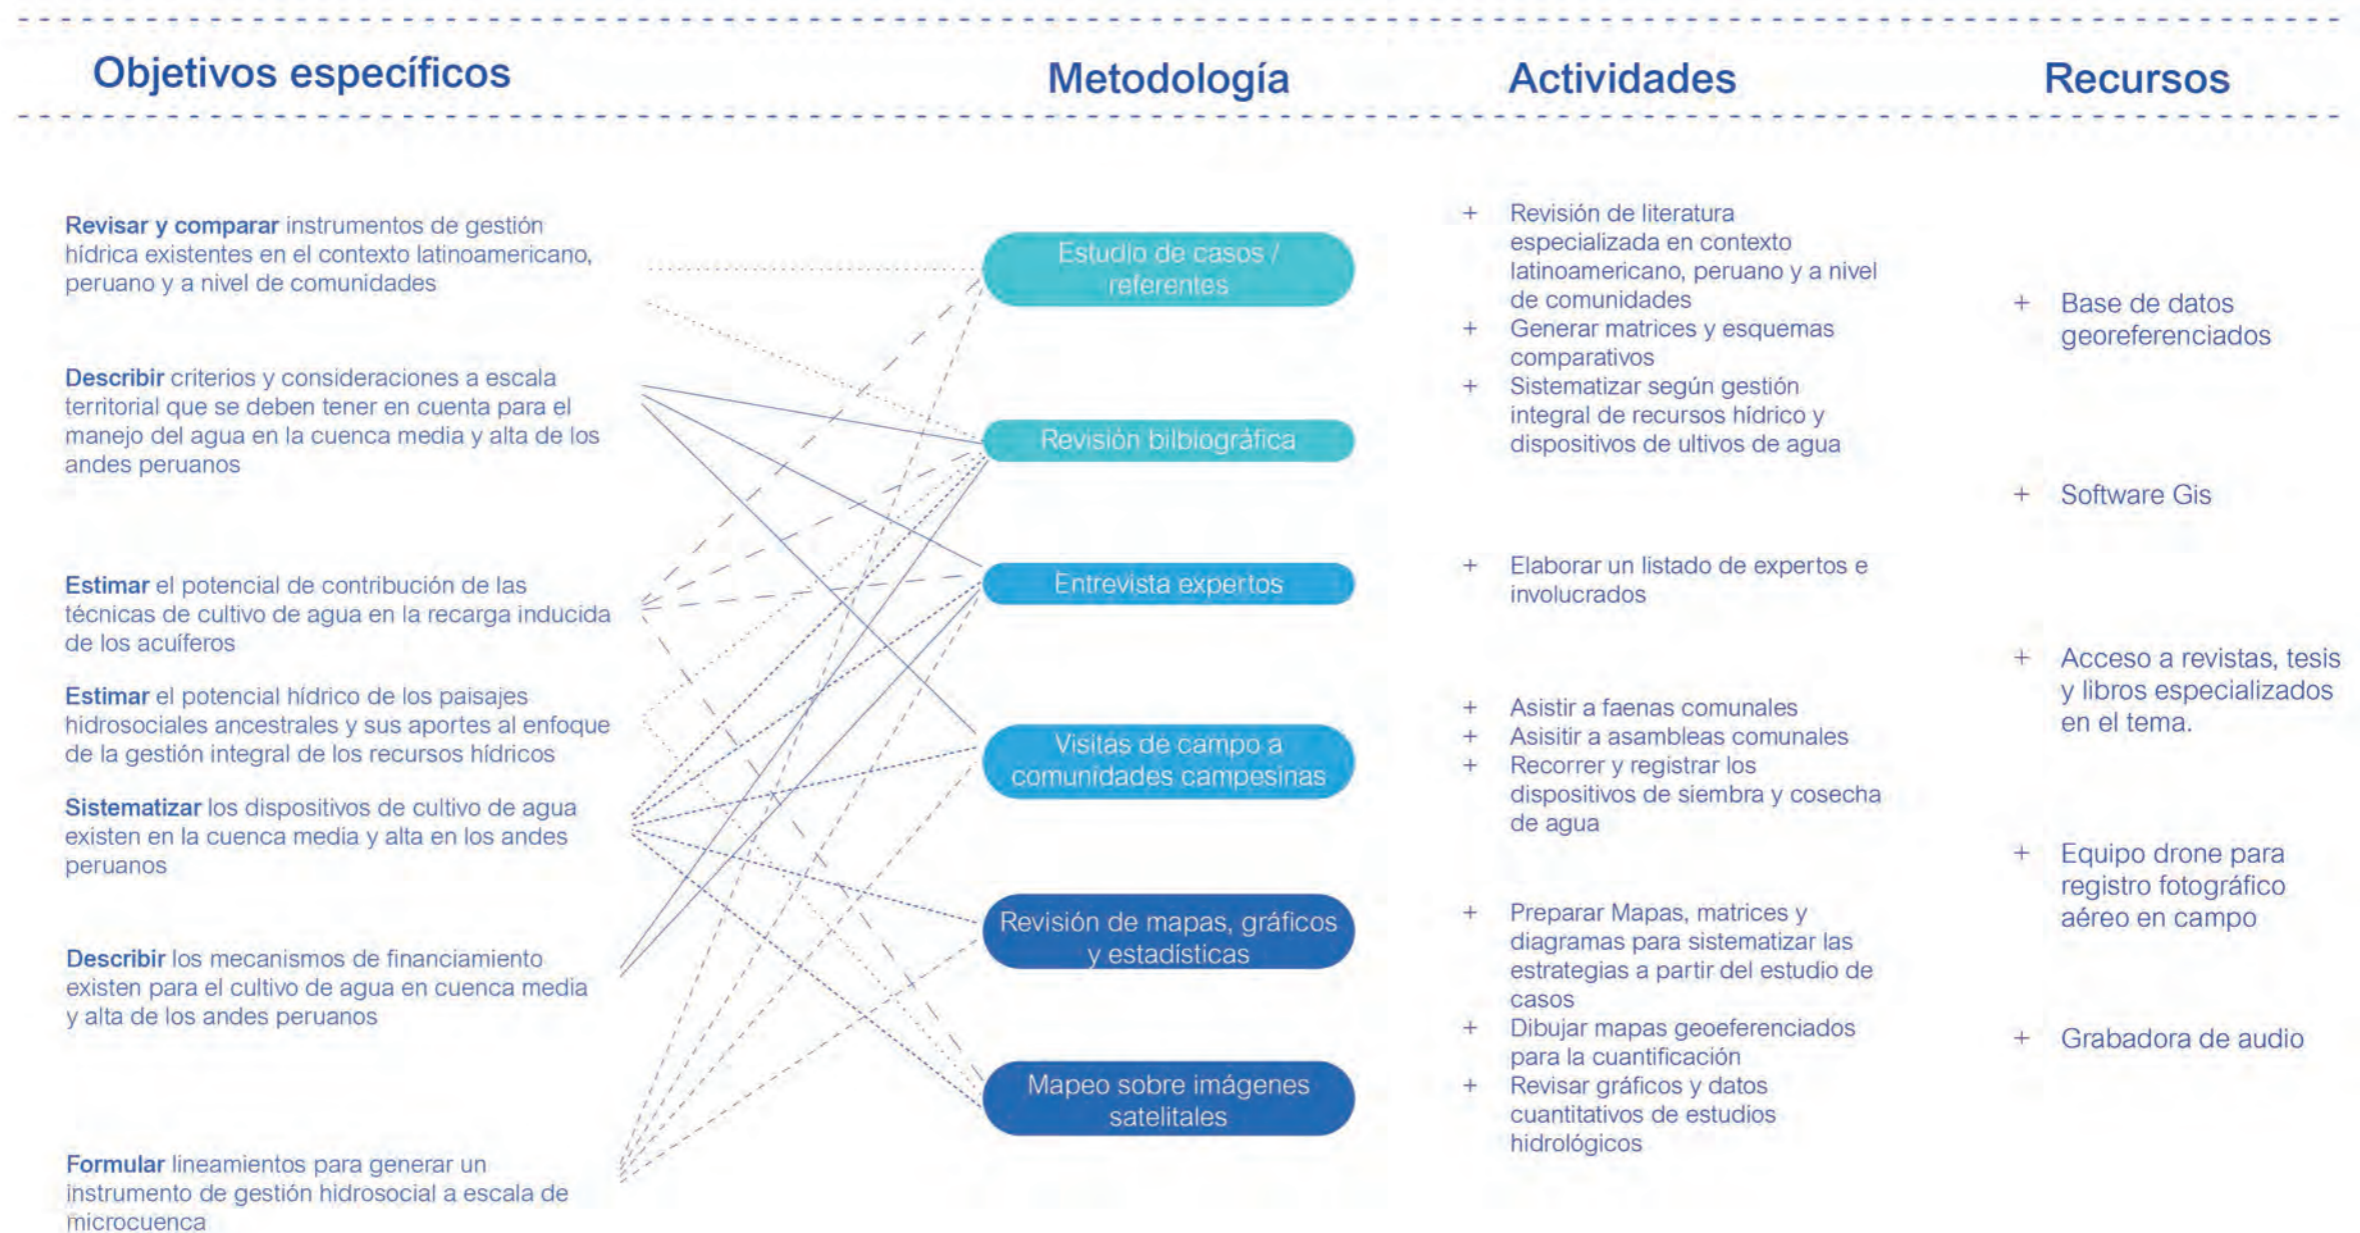 Objetivos específicos
Metodología
Actividades
Recursos
Revisar y comparar instrumentos de gestión
hídrica existentes en el contexto latinoamericano,
peruano y a nivel de comunidades
Describir criterios y consideraciones a escala
territorial que se deben tener en cuenta para el
manejo del agua en la cuenca media y alta de los
andes peruanos
Estimar el potencial de contribución de las
técnicas de cultivo de agua en la recarga inducida
de los acuíferos
Estimar el potencial hídrico de los paisajes
hidrosociales ancestrales y sus aportes al enfoque
de la gestión integral de los recursos hídricos
Sistematizar los dispositivos de cultivo de agua
existen en la cuenca media y alta en los andes
peruanos
Describir los mecanismos de financiamiento
existen para el cultivo de agua en cuenca media
y alta de los andes peruanos
Formular lineamientos para generar un
instrumento de gestión hidrosocial a escala de
microcuenca
Estudio de casos /
referentes
Revisión bilbiográfica
Entrevista expertos
Visitas de campo a
comunidades campesinas
Revisión de mapas, gráficos
y estadísticas
Mapeo sobre imágenes
satelitales
+ Revisión de literatura
especializada en contexto
latinoamericano, peruano y a nivel
de comunidades
+ Generar matrices y esquemas
comparativos
+ Sistematizar según gestión
integral de recursos hídrico y
dispositivos de ultivos de agua
+ Elaborar un listado de expertos e
involucrados
+ Asistir a faenas comunales
+ Asisitir a asambleas comunales
+ Recorrer y registrar los
dispositivos de siembra y cosecha
de agua
+ Preparar Mapas, matrices y
diagramas para sistematizar las
estrategias a partir del estudio de
casos
+ Dibujar mapas geoeferenciados
para la cuantificación
+ Revisar gráficos y datos
cuantitativos de estudios
hidrológicos
+ Base de datos
georeferenciados
+ Software Gis
+ Acceso a revistas, tesis
y libros especializados
en el tema.
+ Equipo drone para
registro fotográfico
aéreo en campo
+ Grabadora de audio